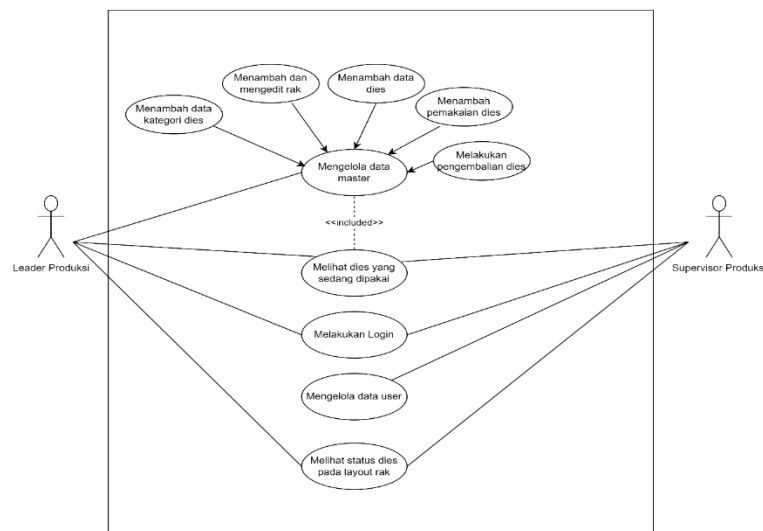 Menambah dan
mengedit rak
Menambah data
dies
Menambah data
kategori dies
Menambah
pemakaian dies
Mengelola data
master
Melakukan
pengembalian dies
<<included>>
Leader Produksi
Melihat dies yang
sedang dipakai
Supervisor Produks
Melakukan Login
Mengelola data user
Melihat status dies
pada layout rak